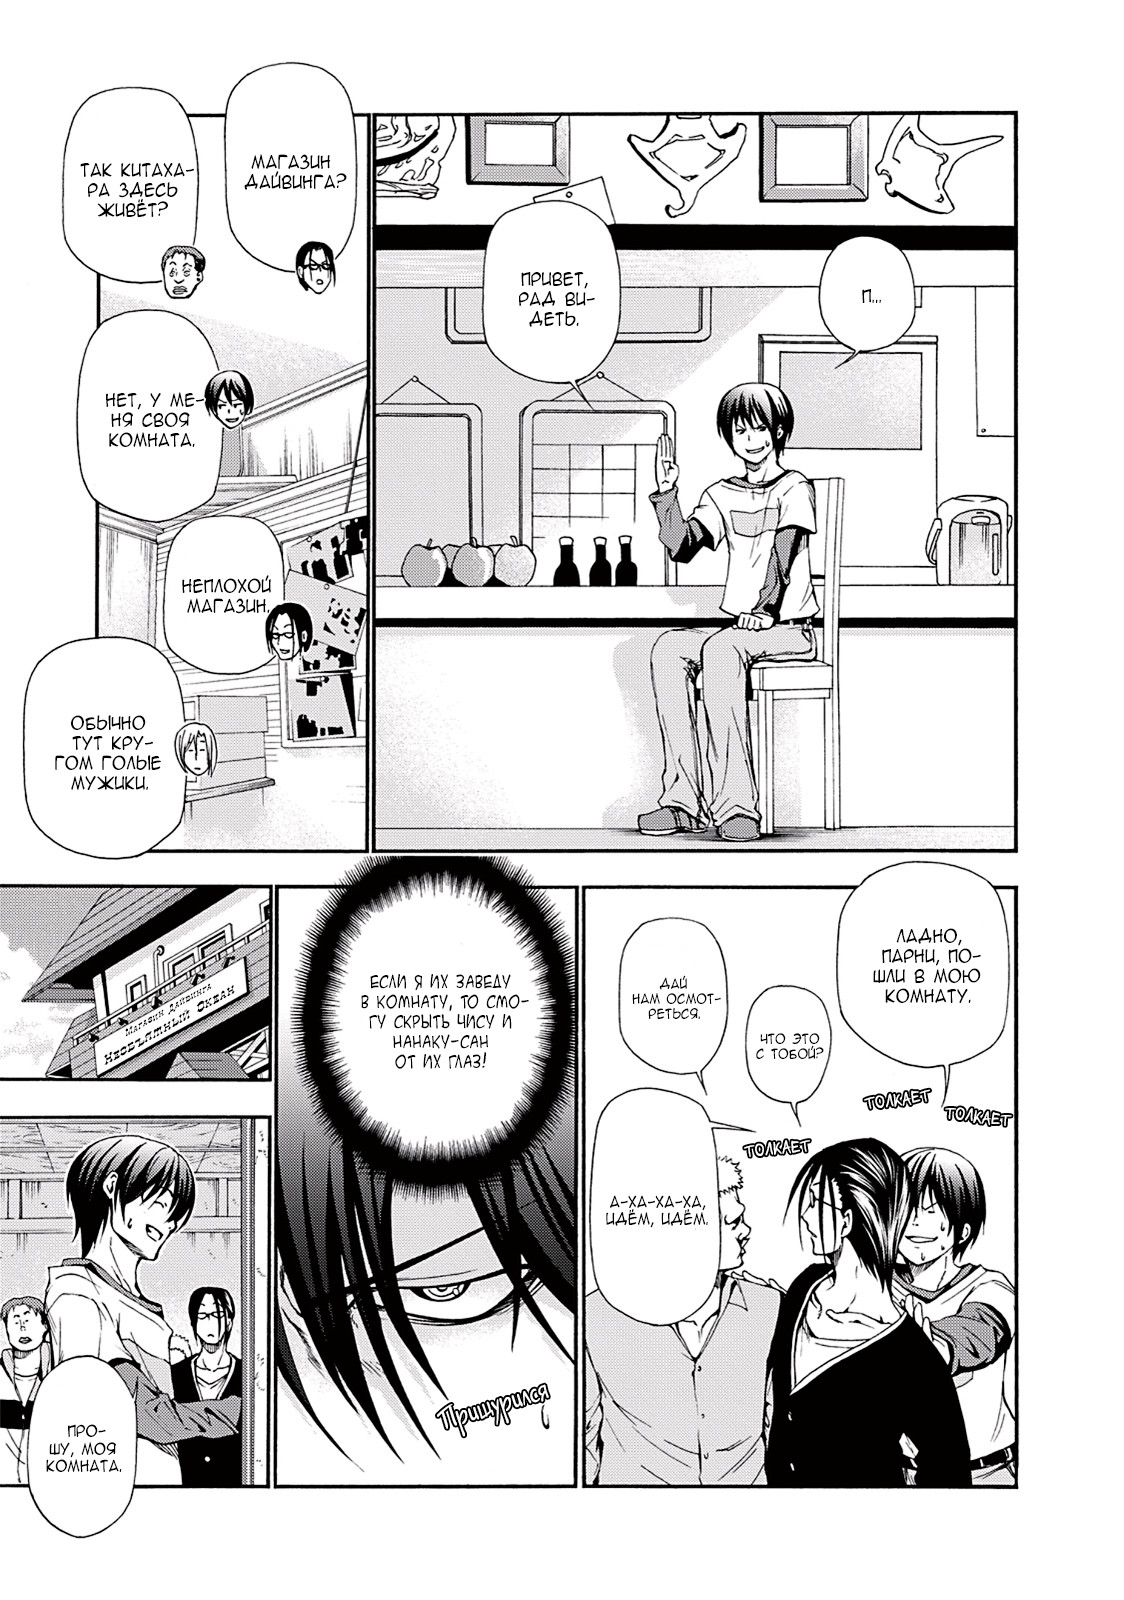 П...
ПРИВЕТ,
РАД ВИ-
ДЕТЬ.
МАГАЗИН
ДАЙВИНГА?
ТАК КИТАХА-
РА ЗДЕСЬ
ЖИВЁТ?
НЕТ, У МЕ-
НЯ СВОЯ
КОМНАТА.
НЕПЛОХОЙ
МАГАЗИН.
ОБЫЧНО
ТУТ КРУ-
ГОМ ГОЛЫЕ
МУЖИКИ.
ЛАДНО,
ПАРНИ, ПО-
ШЛИ В МОЮ
КОМНАТУ.
ТОЛКАЕТ
ТОЛКАЕТ
ЧТО ЭТО
С ТОБОЙ?
ДАЙ
НАМ ОСМОТ-
РЕТЬСЯ.
ТОЛКАЕТ
А-ХА-ХА-ХА,
ИДЁМ, ИДЁМ.
ЕСЛИ Я ИХ ЗАВЕДУ
В КОМНАТУ, ТО СМО-
ГУ СКРЫТЬ ЧИСУ И
НАНАКУ-САН
ОТ ИХ ГЛАЗ!
Прищурился
Магазин Дайвинга
Необъятный Океан
ПРО-
ШУ, МОЯ
КОМНАТА.